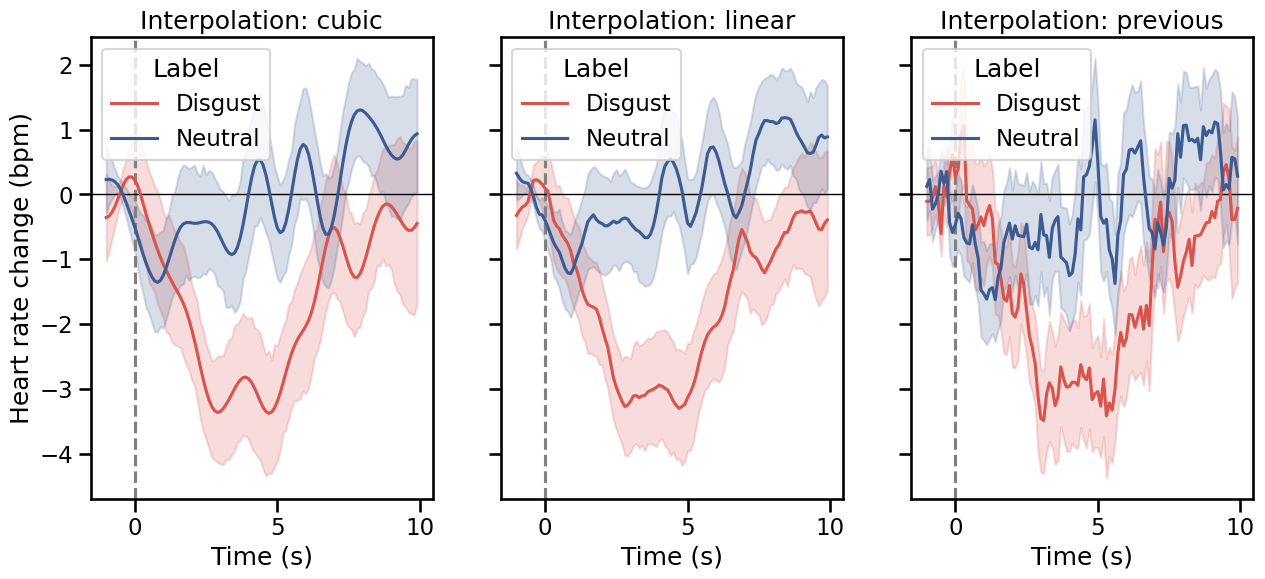 Interpolation: cubic
Interpolation: linear
Interpolation: previous
Heart rate change (bpm)
2
1
0
−1
−2
−3
−4
Label
Disgust
Neutral
0
5
10
Time (s)
Label
Disgust
Neutral
0
5
10
Time (s)
Label
Disgust
Neutral
0
5
10
Time (s)